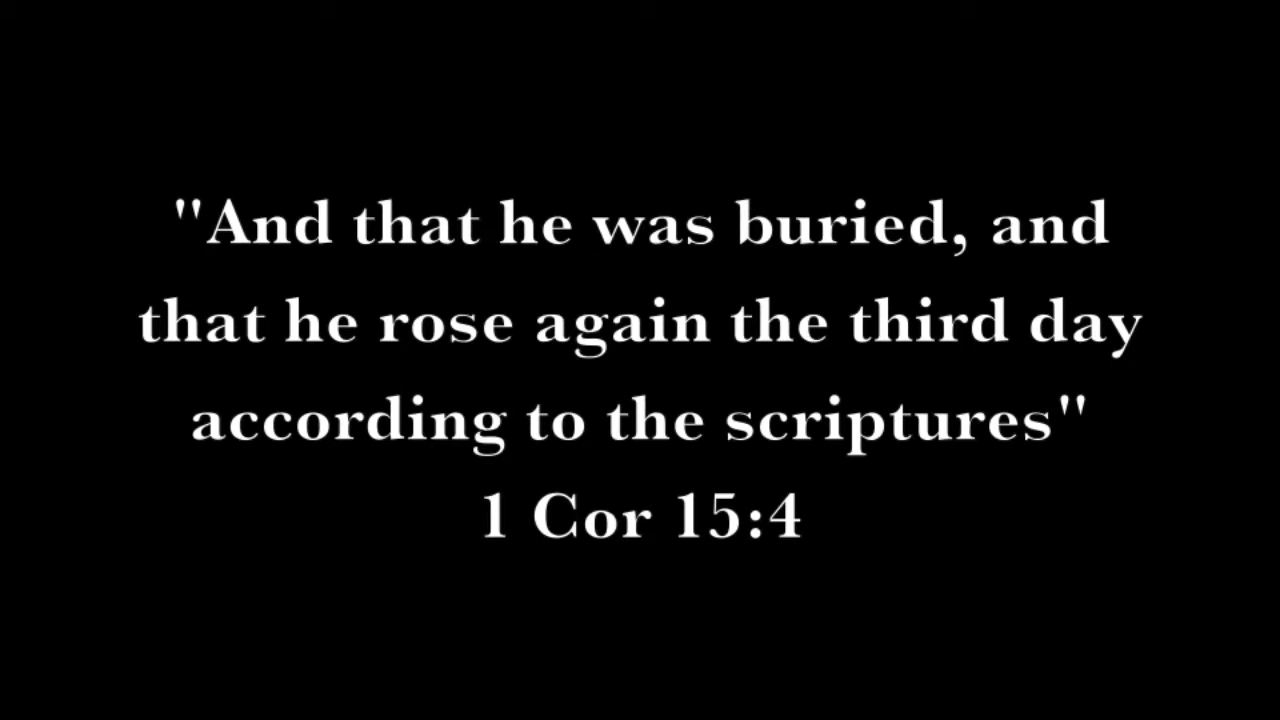 "And that he was buried, and
that he rose again the third day
according to the scriptures"
1 Cor 15:4